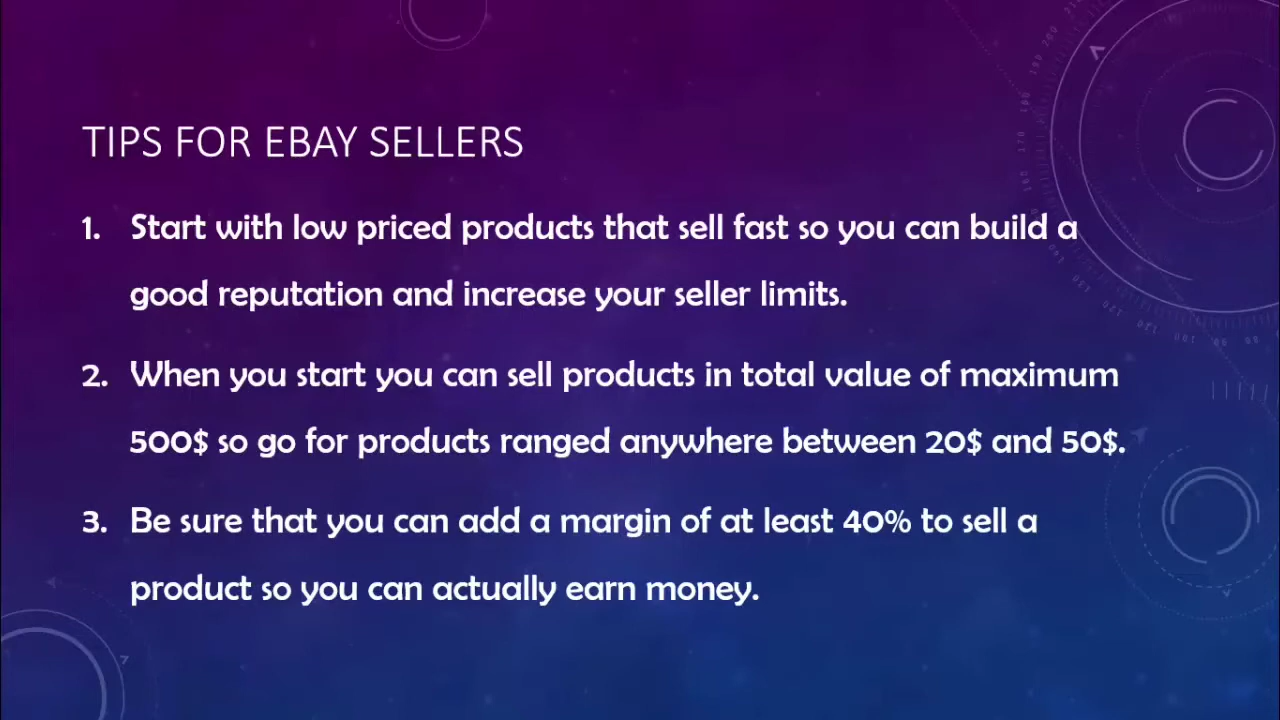 TIPS FOR EBAY SELLERS
1. Start with low priced products that sell fast so you can build a
good reputation and increase your seller limits.
2. When you start you can sell products in total value of maximum
500$ so go for products ranged anywhere between 20$ and 50$.
3. Be sure that you can add a margin of at least 40% to sell a
product so you can actually earn money.